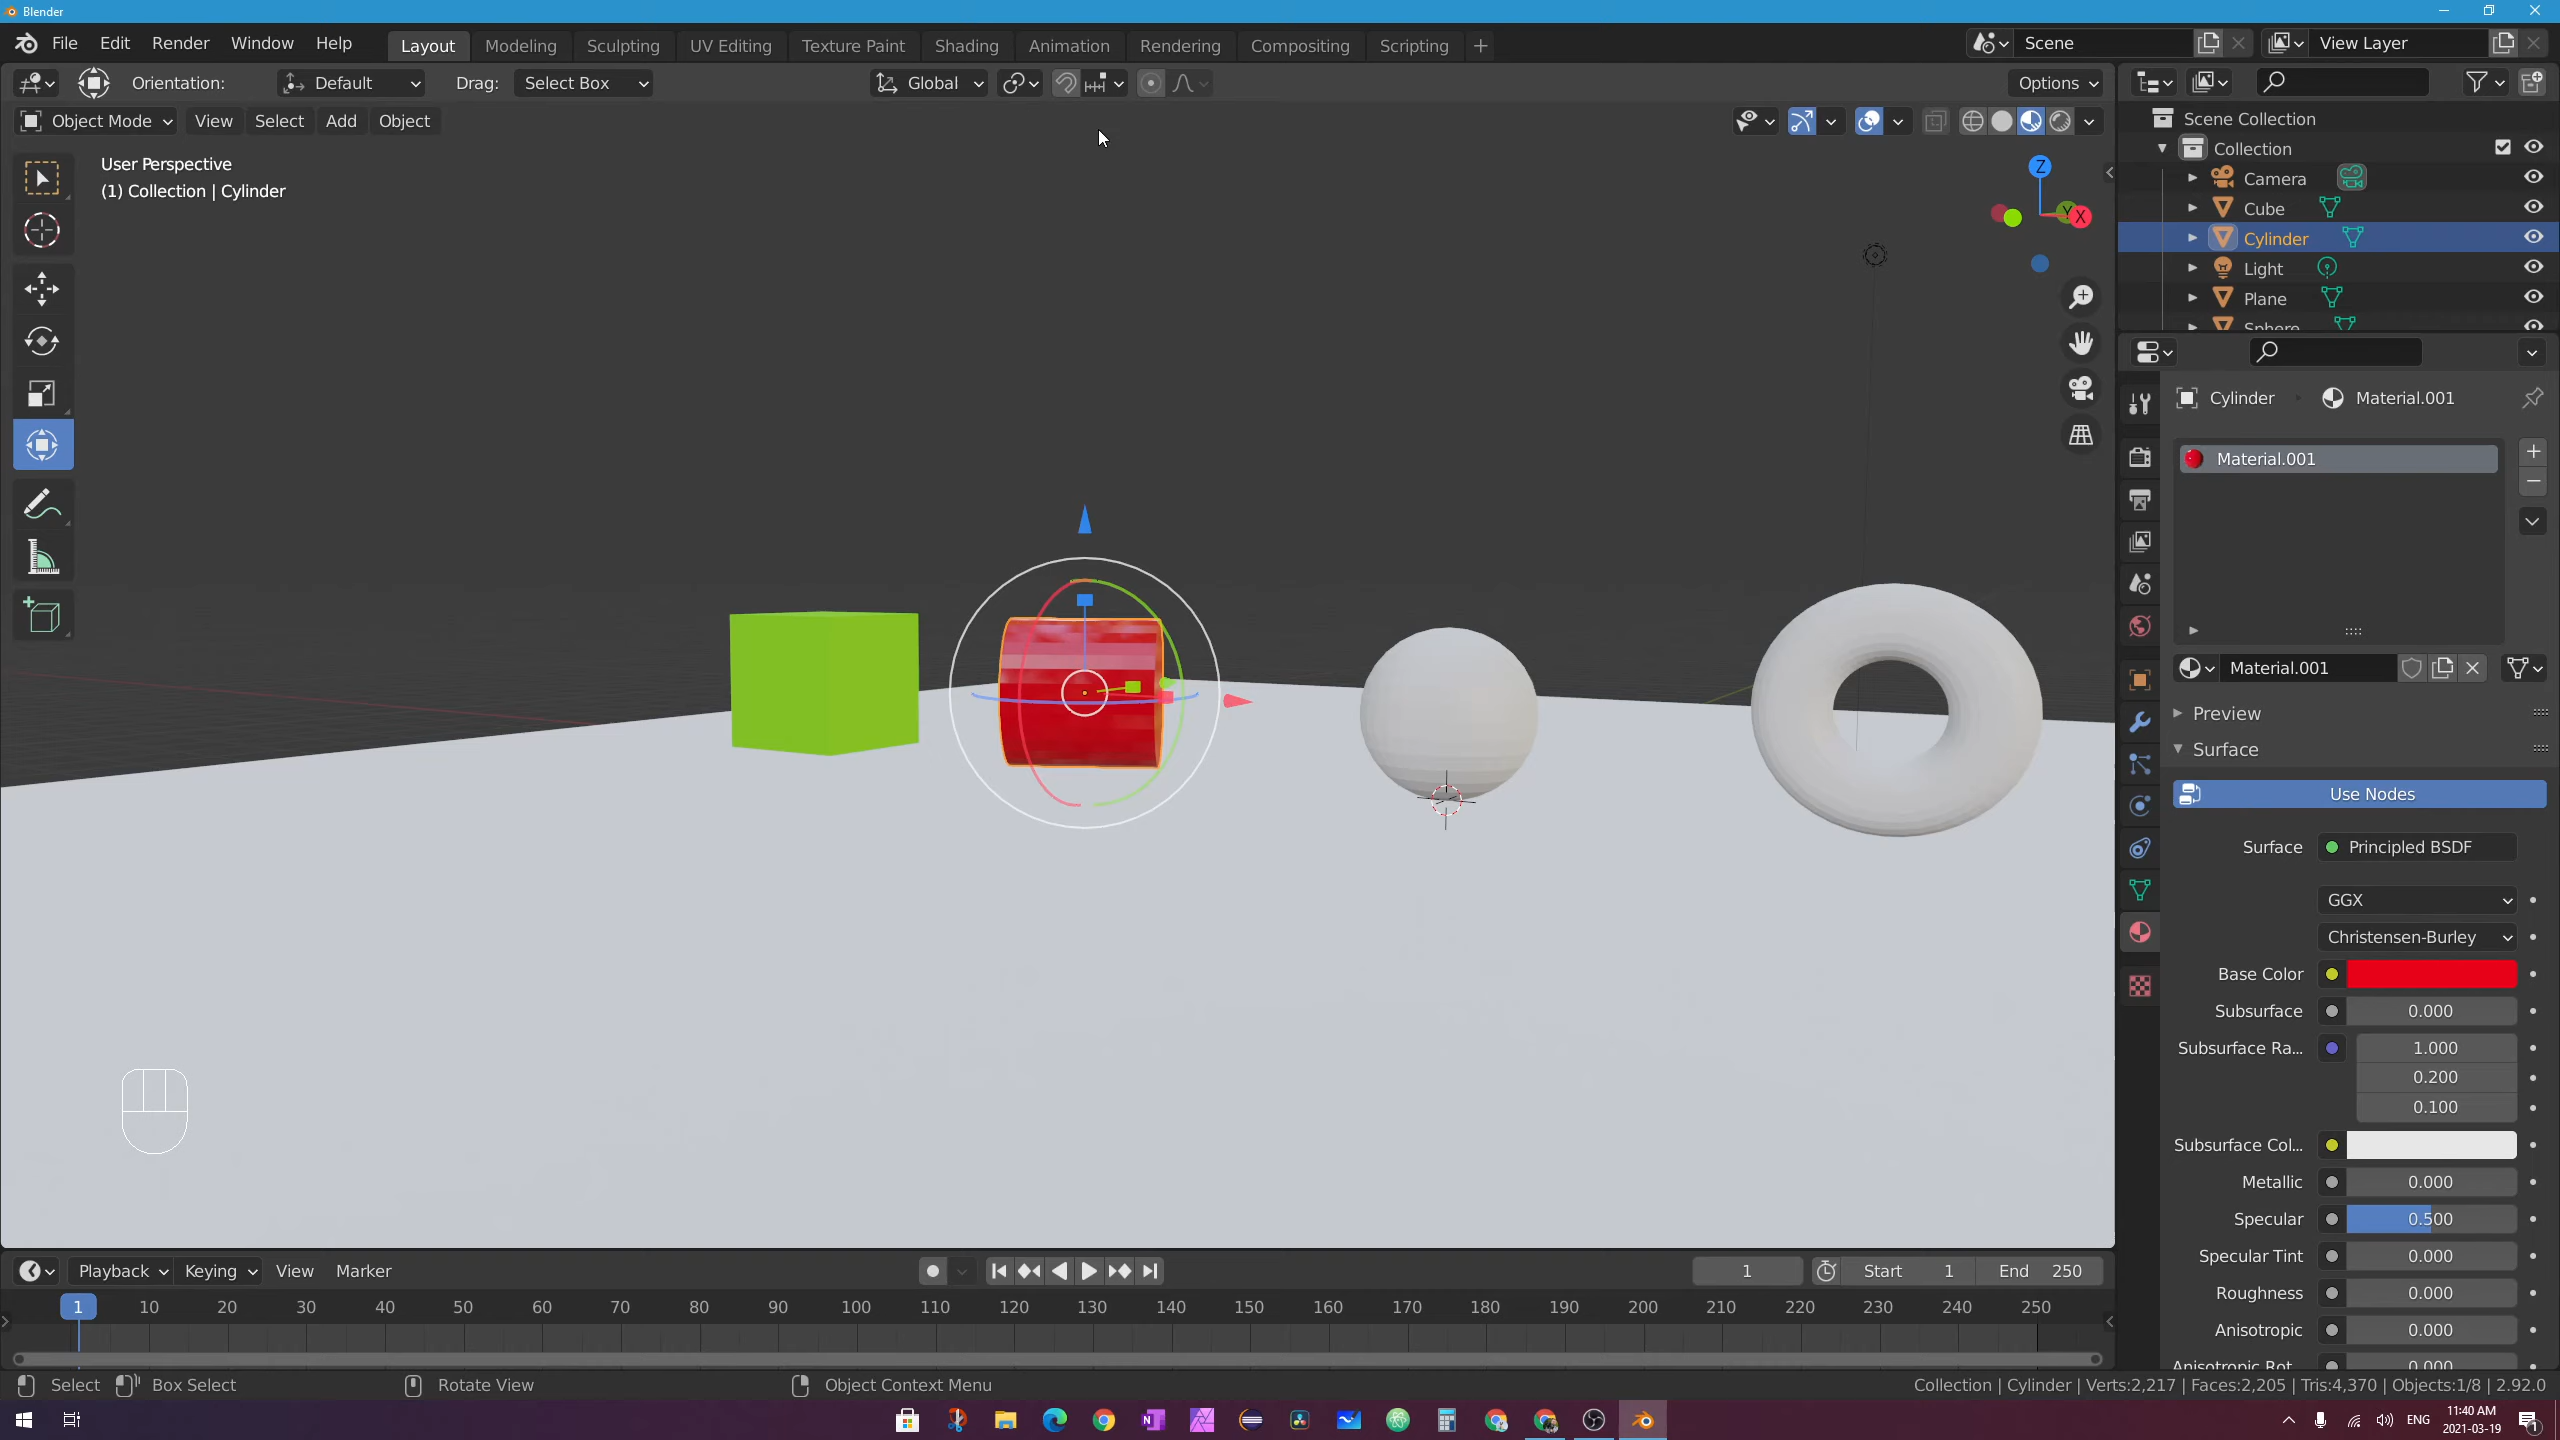 Blender
File Edit Render Window Help Layout Modeling Sculpting UV Editing Texture Paint Shading Animation Rendering Compositing Scripting + Scene View Layer
Orientation: Default Drag: Select Box Global Options
Object Mode View Select Add Object
User Perspective
(1) Collection | Cylinder
Z
Y X
Scene Collection
Collection
Camera
Cube
Cylinder
Light
Plane
Sphere
Cylinder Material.001
Material.001
Material.001
Preview
Surface
Use Nodes
Surface Principled BSDF
GGX
Christensen-Burley
Base Color
Subsurface 0.000
Subsurface Ra... 1.000
0.200
0.100
Subsurface Col...
Metallic 0.000
Specular 0.500
Specular Tint 0.000
Roughness 0.000
Anisotropic 0.000
Anisotropic Rot... 0.000
Playback Keying View Marker 1 Start 1 End 250
1 10 20 30 40 50 60 70 80 90 100 110 120 130 140 150 160 170 180 190 200 210 220 230 240 250
Select Box Select Rotate View Object Context Menu Collection | Cylinder | Verts:2,217 | Faces:2,205 | Tris:4,370 | Objects:1/8 | 2.92.0
ENG 11:40 AM
2021-03-19
1